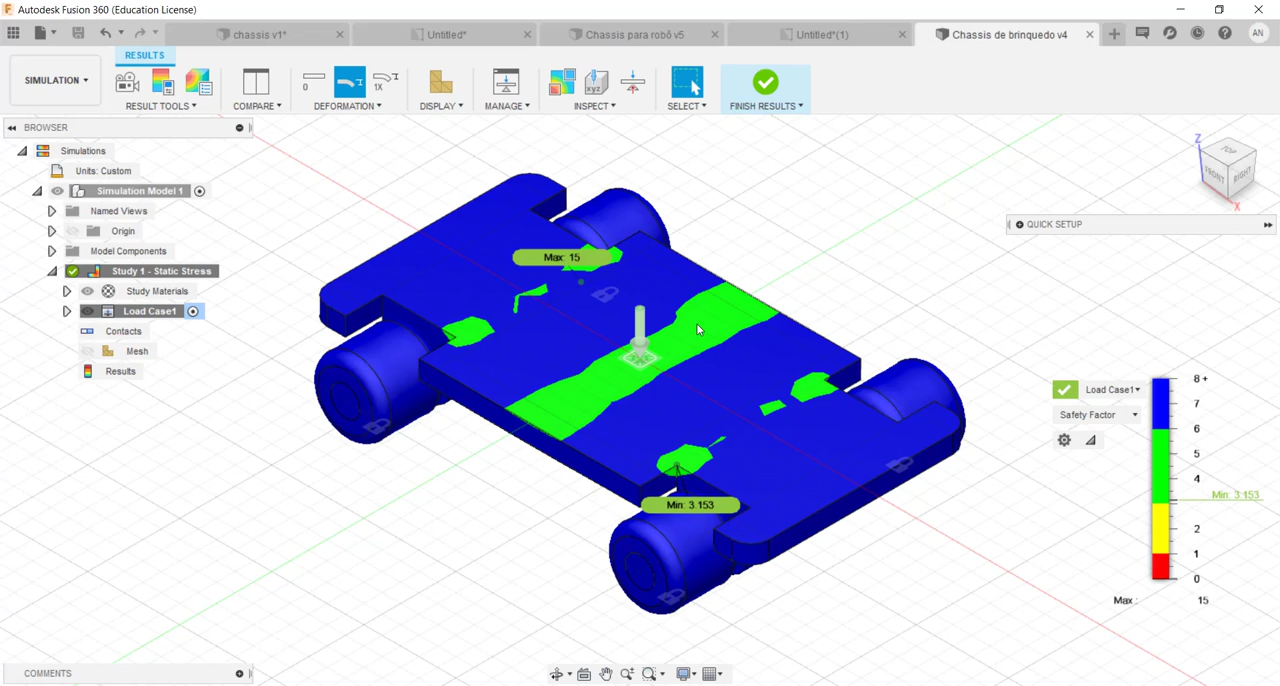 Autodesk Fusion 360 (Education License)
chassis v1*
Untitled*
Chassis para robô v5
Untitled*(1)
Chassis de brinquedo v4
AN
RESULTS
SIMULATION
0
1X
xyz
RESULT TOOLS
COMPARE
DEFORMATION
DISPLAY
MANAGE
INSPECT
SELECT
FINISH RESULTS
BROWSER
Simulations
Units: Custom
Simulation Model 1
Named Views
Origin
Model Components
Study 1 - Static Stress
Study Materials
Load Case1
Contacts
Mesh
Results
Z
TOP
FRONT
RIGHT
X
QUICK SETUP
Max: 15
Min: 3.153
Load Case1
Safety Factor
8 +
7
6
5
4
Min: 3.153
2
1
0
Max :
15
COMMENTS